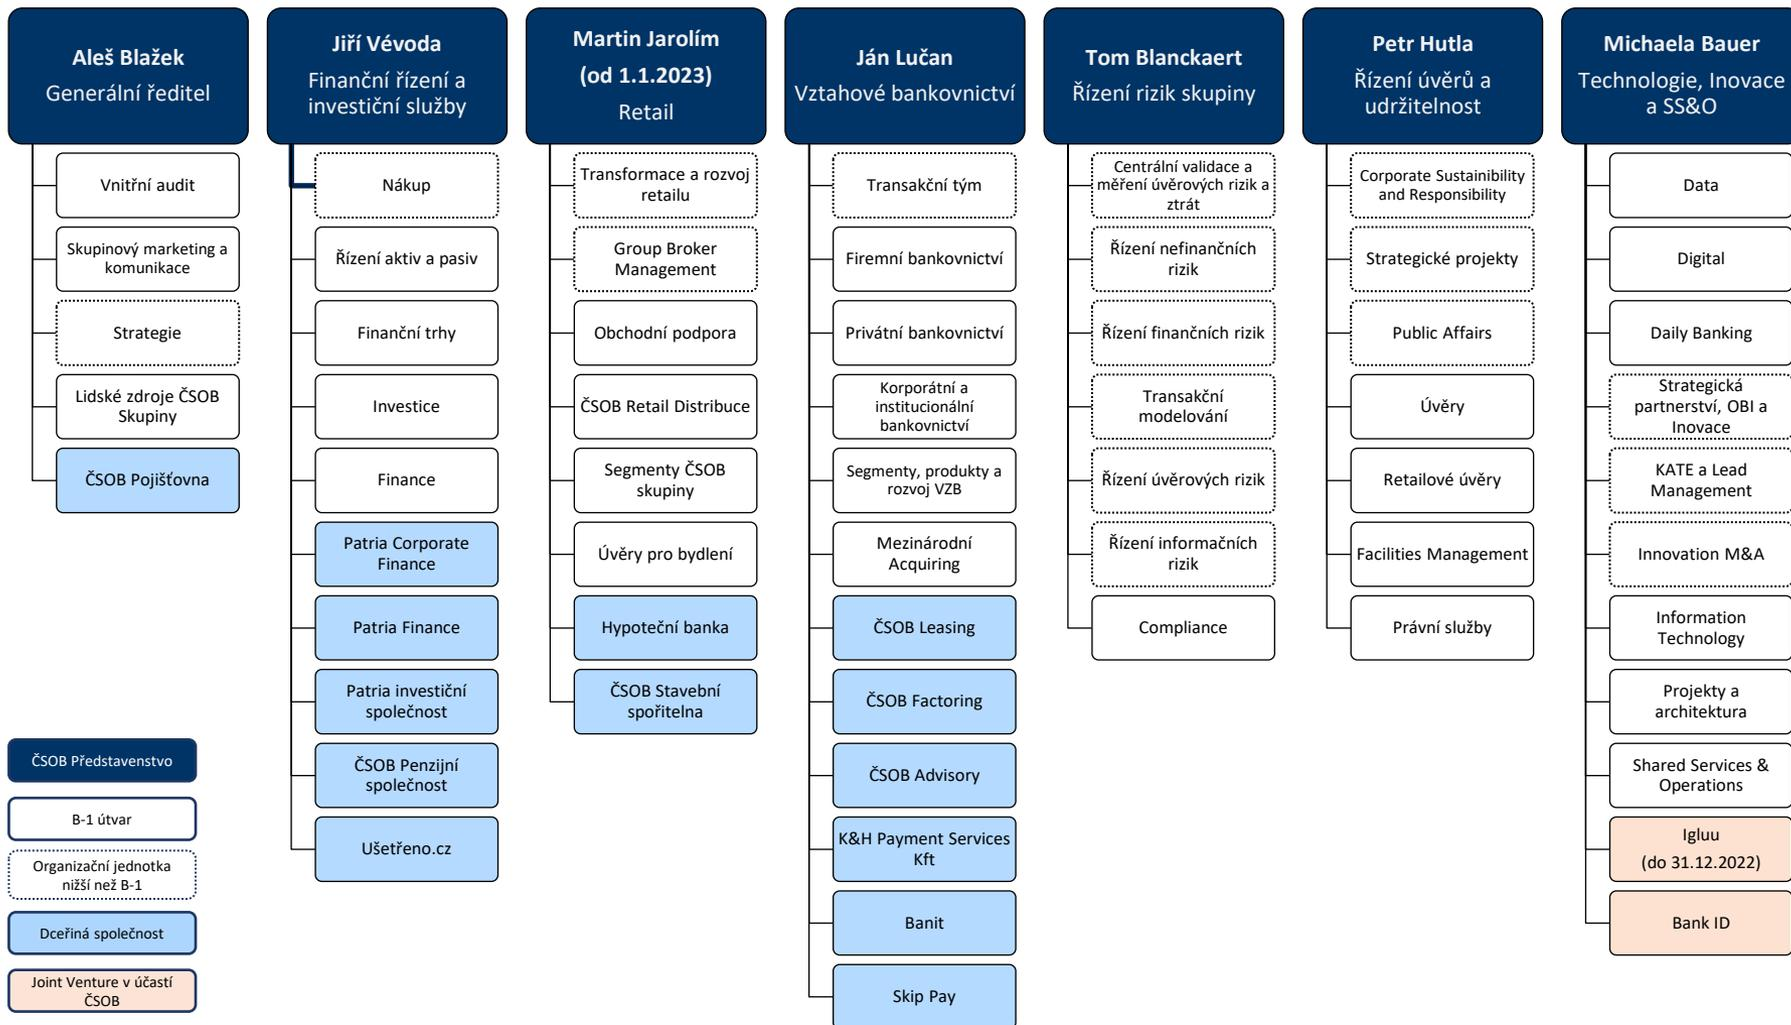 Aleš Blažek
Generální ředitel
Vnitřní audit
Skupinový marketing a
komunikace
Strategie
Lidské zdroje ČSOB
Skupiny
ČSOB Pojišťovna
Jiří Vévoda
Finanční řízení a
investiční služby
Nákup
Řízení aktiv a pasiv
Finanční trhy
Investice
Finance
Patria Corporate
Finance
Patria Finance
Patria investiční
společnost
ČSOB Penzijní
společnost
Ušetřeno.cz
Martin Jarolím
(od 1.1.2023)
Retail
Transformace a rozvoj
retailu
Group Broker
Management
Obchodní podpora
ČSOB Retail Distribuce
Segmenty ČSOB
skupiny
Úvěry pro bydlení
Hypoteční banka
ČSOB Stavební
spořitelna
Ján Lučan
Vztahové bankovnictví
Transakční tým
Firemní bankovnictví
Privátní bankovnictví
Korporátní a
institucionální
bankovnictví
Segmenty, produkty a
rozvoj VZB
Mezinárodní
Acquiring
ČSOB Leasing
ČSOB Factoring
ČSOB Advisory
K&H Payment Services
Kft
Banit
Skip Pay
Tom Blanckaert
Řízení rizik skupiny
Centrální validace a
měření úvěrových rizik a
ztrát
Řízení nefinančních
rizik
Řízení finančních rizik
Transakční
modelování
Řízení úvěrových rizik
Řízení informačních
rizik
Compliance
Petr Hutla
Řízení úvěrů a
udržitelnost
Corporate Sustainibility
and Responsibility
Strategické projekty
Public Affairs
Úvěry
Retailové úvěry
Facilities Management
Právní služby
Michaela Bauer
Technologie, Inovace
a SS&O
Data
Digital
Daily Banking
Strategická
partnerství, OBI a
Inovace
KATE a Lead
Management
Innovation M&A
Information
Technology
Projekty a
architektura
Shared Services &
Operations
Igluu
(do 31.12.2022)
Bank ID
ČSOB Představenstvo
B-1 útvar
Organizační jednotka
nižší než B-1
Dceřiná společnost
Joint Venture v účastí
ČSOB